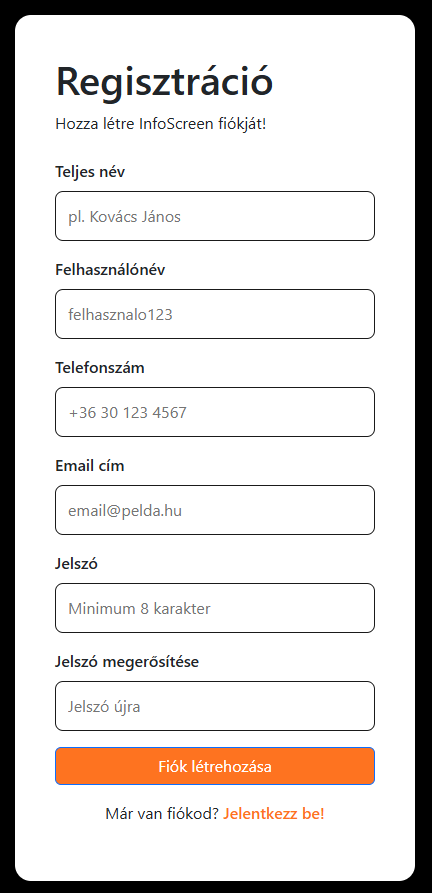 Regisztráció
Hozza létre InfoScreen fiókját!
Teljes név
pl. Kovács János
Felhasználónév
felhasznalo123
Telefonszám
+36 30 123 4567
Email cím
email@pelda.hu
Jelszó
Minimum 8 karakter
Jelszó megerősítése
Jelszó újra
Fiók létrehozása
Már van fiókod? Jelentkezz be!